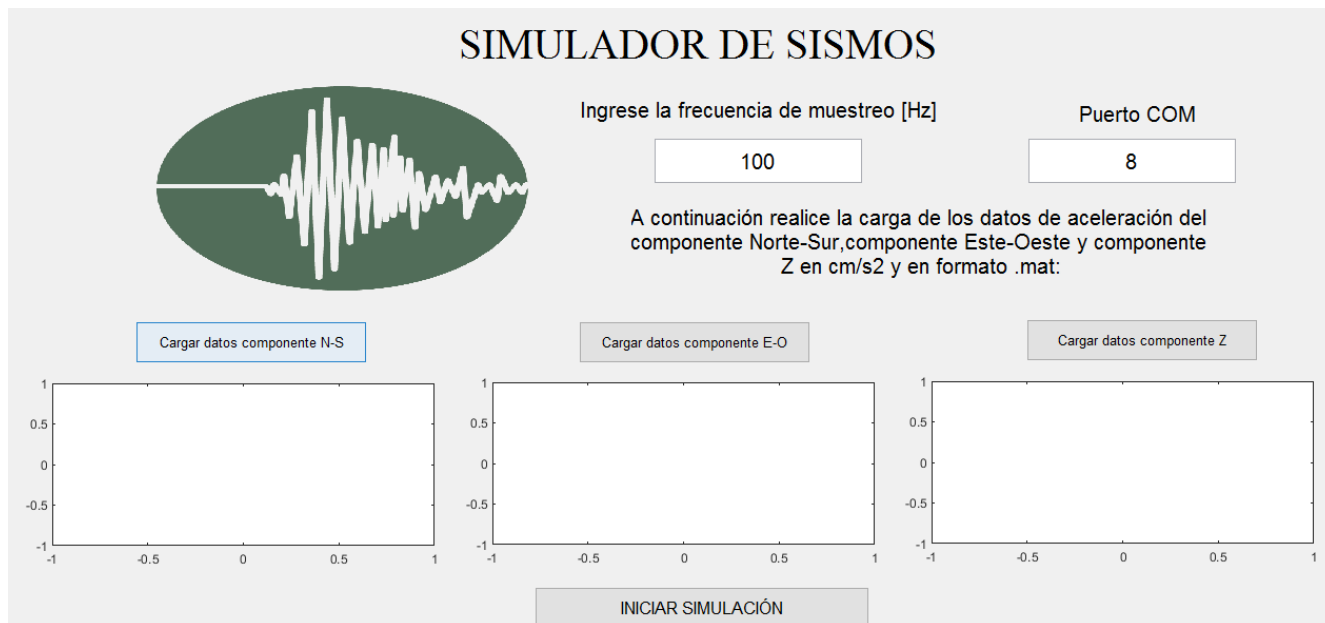 SIMULADOR DE SISMOS
Ingrese la frecuencia de muestreo [Hz]
Puerto COM
100
8
A continuación realice la carga de los datos de aceleración del
componente Norte-Sur,componente Este-Oeste y componente
Z en cm/s2 y en formato .mat:
Cargar datos componente N-S
Cargar datos componente E-O
Cargar datos componente Z
1
0.5
0
-0.5
-1
-1 -0.5 0 0.5 1
1
0.5
0
-0.5
-1
-1 -0.5 0 0.5 1
1
0.5
0
-0.5
-1
-1 -0.5 0 0.5 1
INICIAR SIMULACIÓN